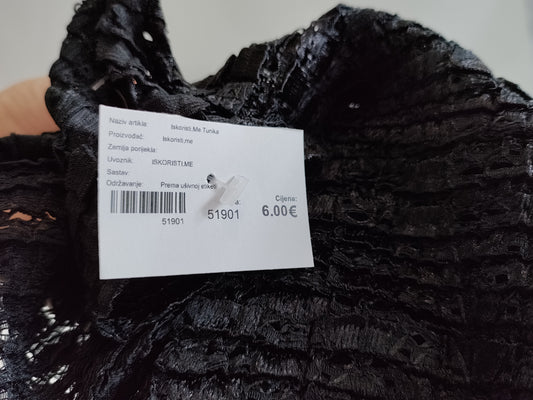 Naziv artikla: Iskoristi.Me Tunika
Proizvođač: Iskoristi.me
Zemlja porijekla:
Uvoznik: ISKORISTI.ME
Sastav:
Održavanje: Prema ušivnoj etiketi
51901
51901
Cijena:
6.00€